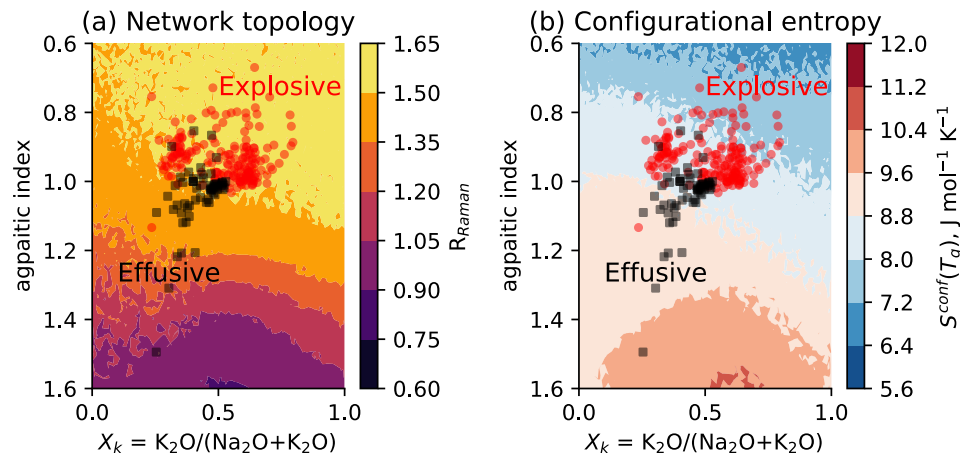 (a) Network topology
0.6
0.8
1.0
1.2
1.4
1.6
agpaitic index
Explosive
Effusive
0.0
0.5
1.0
X_k = K₂O/(Na₂O+K₂O)
1.65
1.50
1.35
1.20
1.05
0.90
0.75
0.60
R_Raman
(b) Configurational entropy
0.6
0.8
1.0
1.2
1.4
1.6
agpaitic index
Explosive
Effusive
0.0
0.5
1.0
X_k = K₂O/(Na₂O+K₂O)
12.0
11.2
10.4
9.6
8.8
8.0
7.2
6.4
5.6
S^conf(T_g), J mol⁻¹ K⁻¹